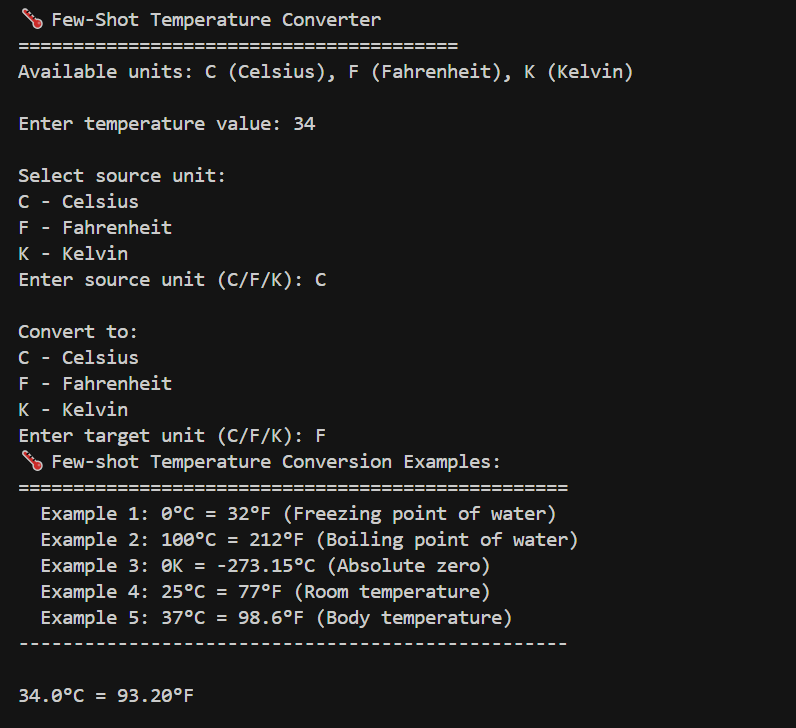 🌡️ Few-Shot Temperature Converter
========================================
Available units: C (Celsius), F (Fahrenheit), K (Kelvin)
Enter temperature value: 34
Select source unit:
C - Celsius
F - Fahrenheit
K - Kelvin
Enter source unit (C/F/K): C
Convert to:
C - Celsius
F - Fahrenheit
K - Kelvin
Enter target unit (C/F/K): F
🌡️ Few-shot Temperature Conversion Examples:
==================================================
Example 1: 0°C = 32°F (Freezing point of water)
Example 2: 100°C = 212°F (Boiling point of water)
Example 3: 0K = -273.15°C (Absolute zero)
Example 4: 25°C = 77°F (Room temperature)
Example 5: 37°C = 98.6°F (Body temperature)
--------------------------------------------------
34.0°C = 93.20°F